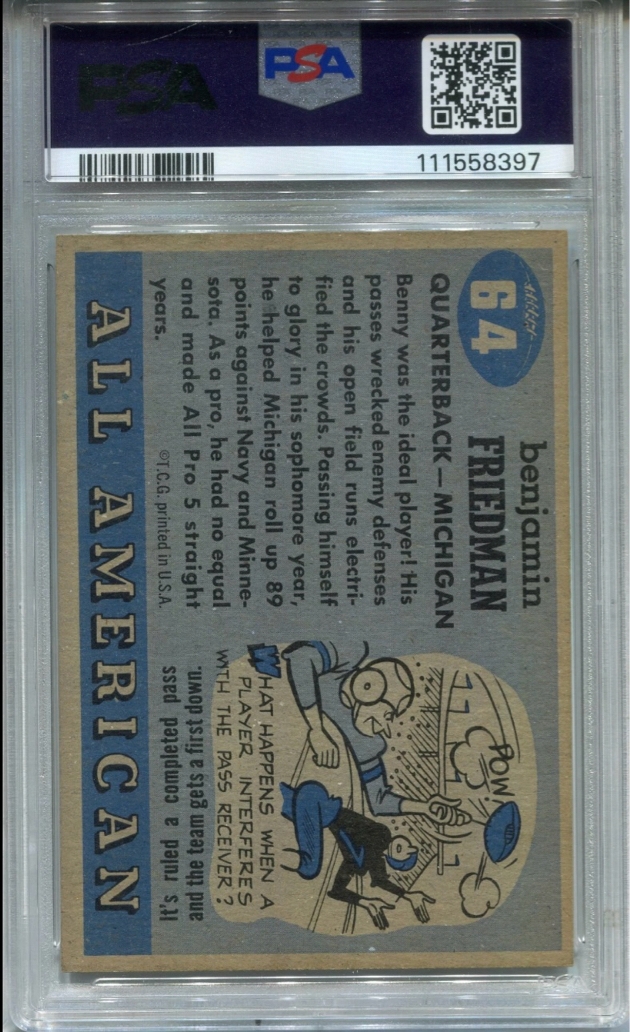 PSA
PSA
111558397
64
benjamin
FRIEDMAN
QUARTERBACK — MICHIGAN
Benny was the ideal player! His
passes wrecked enemy defenses
and his open field runs electri-
fied the crowds. Passing himself
to glory in his sophomore year,
he helped Michigan roll up 89
points against Navy and Minne-
sota. As a pro, he had no equal
and made All Pro 5 straight
years.
©T.C.G. printed in U.S.A.
POW!
WHAT HAPPENS WHEN A
PLAYER INTERFERES
WITH THE PASS RECEIVER?
It's ruled a completed pass
and the team gets a first down.
ALL AMERICAN